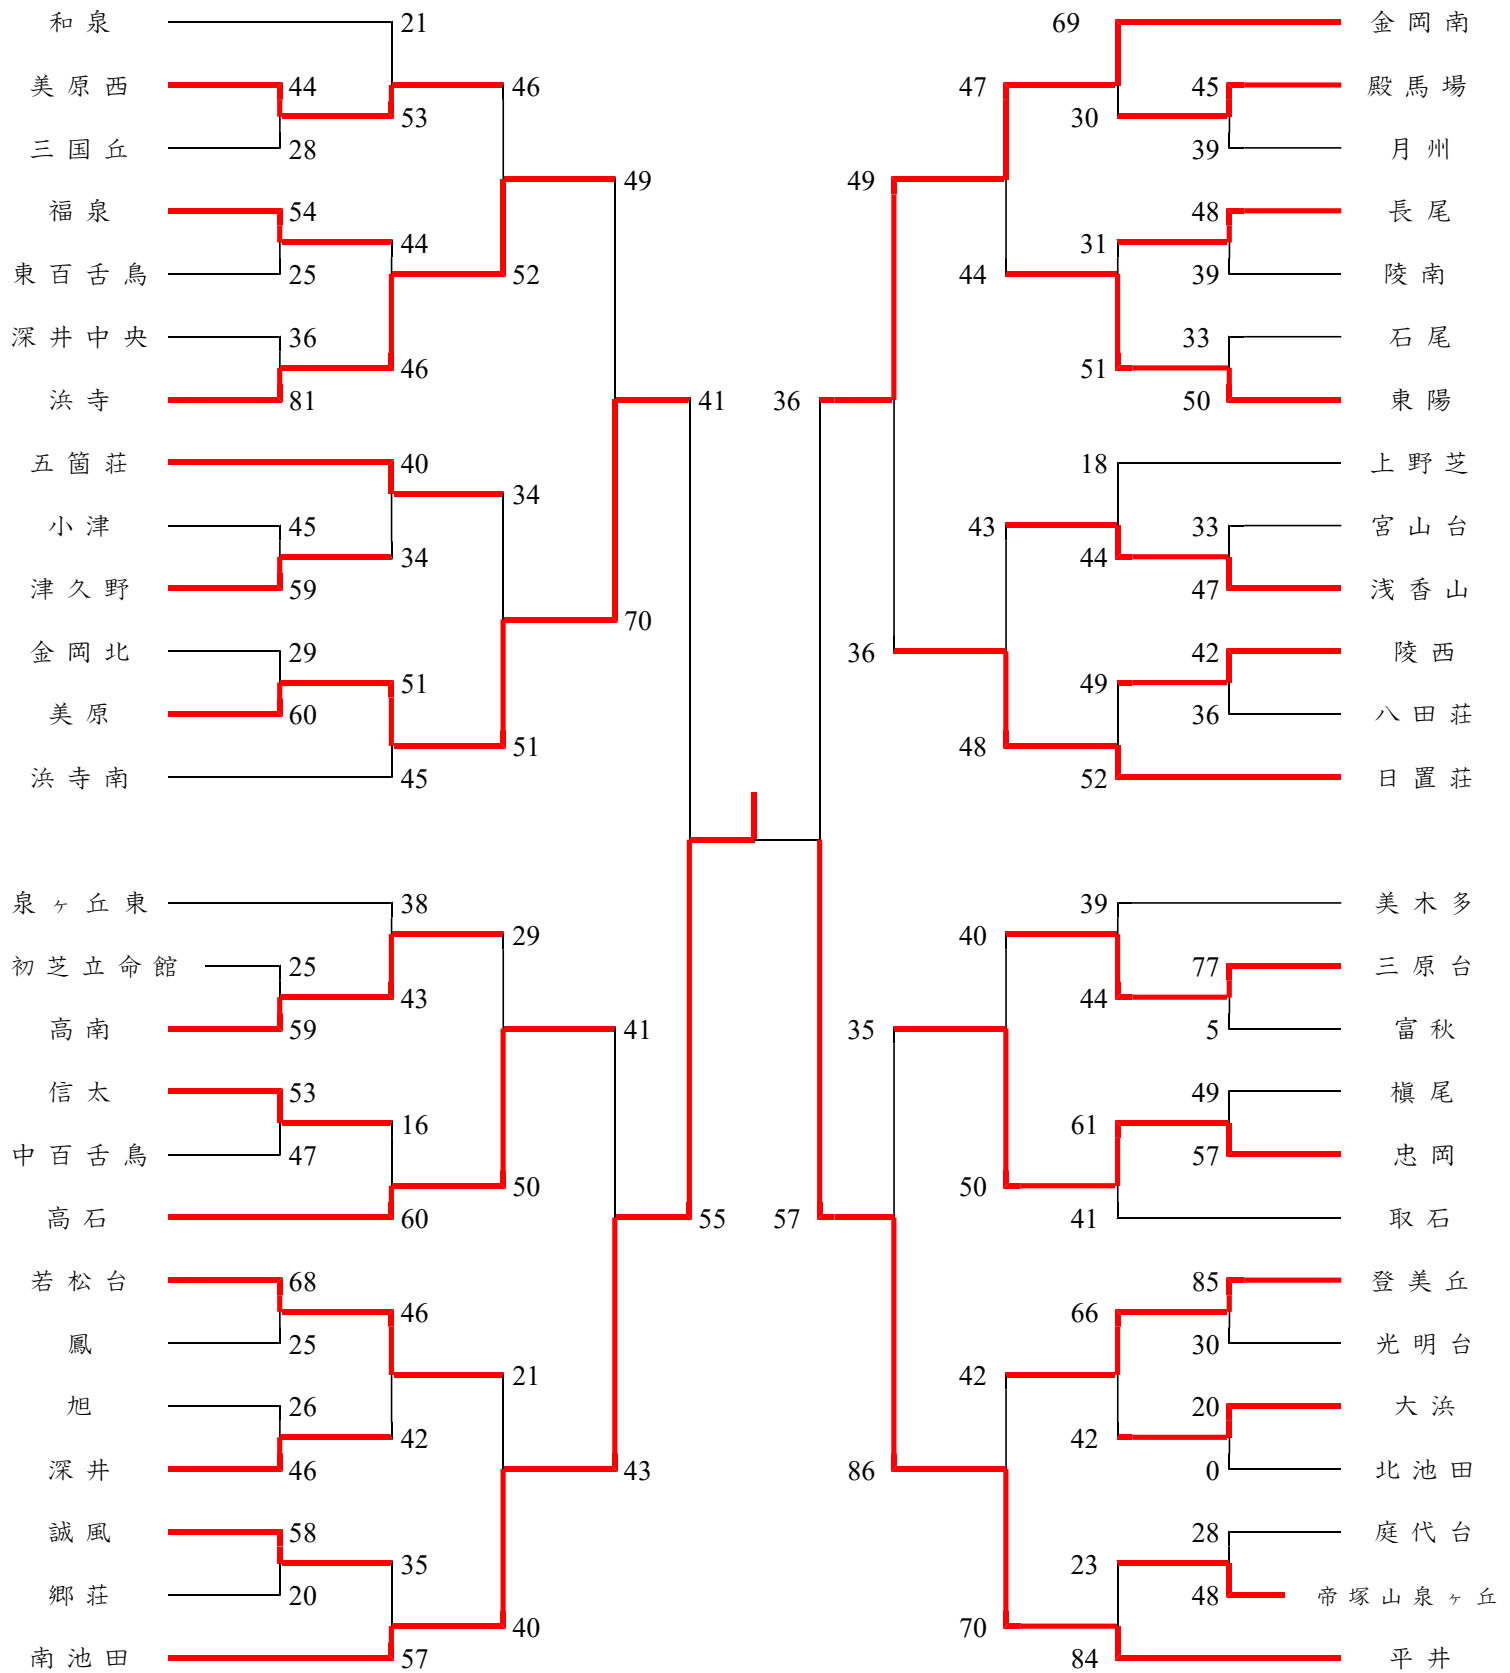 和泉 21 69 金岡南
美原西 44 46 47 45 殿馬場
53 30
三国丘 28 39 月州
49 49
福泉 54 48 長尾
44 31
東百舌鳥 25 52 44 39 陵南
深井中央 36 33 石尾
46 51
浜寺 81 41 36 50 東陽
五箇荘 40 18 上野芝
34
小津 45 43 33 宮山台
34 44
津久野 59 47 浅香山
70
金岡北 29 36 42 陵西
51 49
美原 60 36 八田荘
51 48
浜寺南 45 52 日置荘
泉ヶ丘東 38 39 美木多
29 40
初芝立命館 25 77 三原台
43 44
高南 59 41 35 5 富秋
信太 53 49 槇尾
16 61
中百舌鳥 47 57 忠岡
50 50
高石 60 55 57 41 取石
若松台 68 85 登美丘
46 66
鳳 25 30 光明台
21 42
旭 26 20 大浜
42 42
深井 46 43 86 0 北池田
誠風 58 28 庭代台
35 23
郷荘 20 48 帝塚山泉ヶ丘
40 70
南池田 57 84 平井